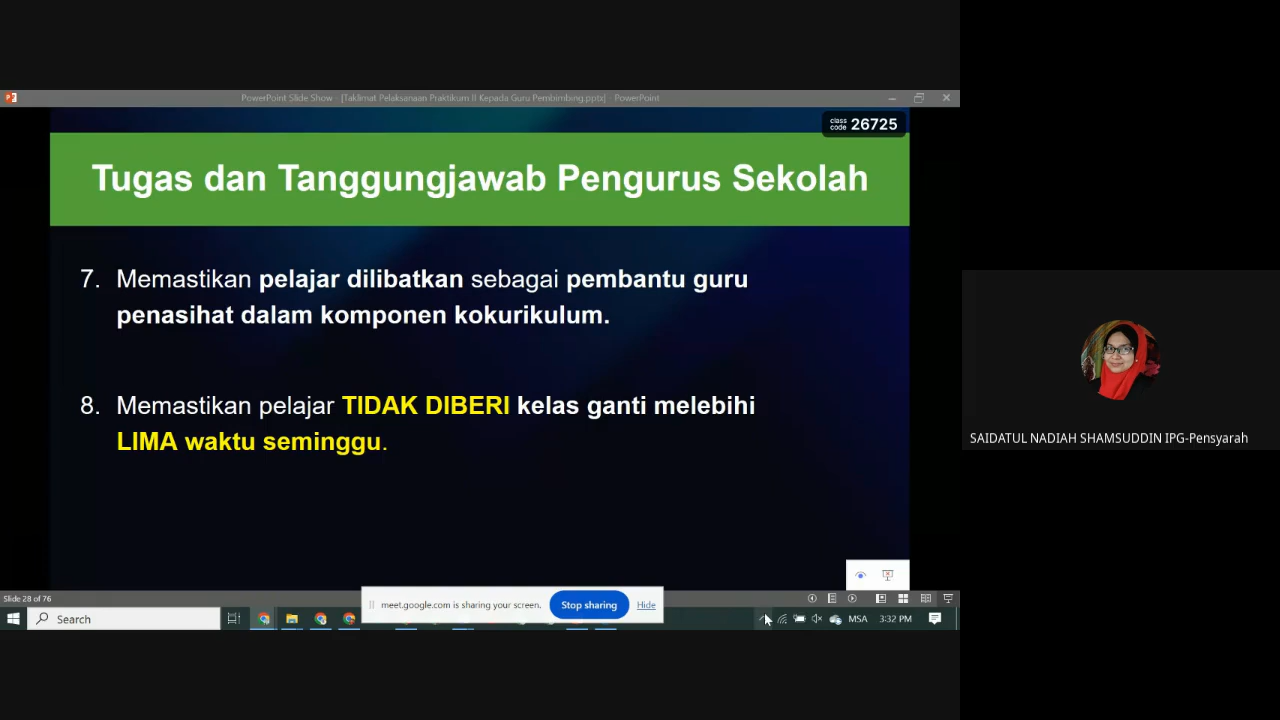 PowerPoint Slide Show - [Taklimat Pelaksanaan Praktikum II Kepada Guru Pembimbing.pptx] - PowerPoint
class code 26725
Tugas dan Tanggungjawab Pengurus Sekolah
7. Memastikan pelajar dilibatkan sebagai pembantu guru
penasihat dalam komponen kokurikulum.
8. Memastikan pelajar TIDAK DIBERI kelas ganti melebihi
LIMA waktu seminggu.
SAIDATUL NADIAH SHAMSUDDIN IPG-Pensyarah
Slide 28 of 76
meet.google.com is sharing your screen. Stop sharing Hide
Search
MSA 3:32 PM